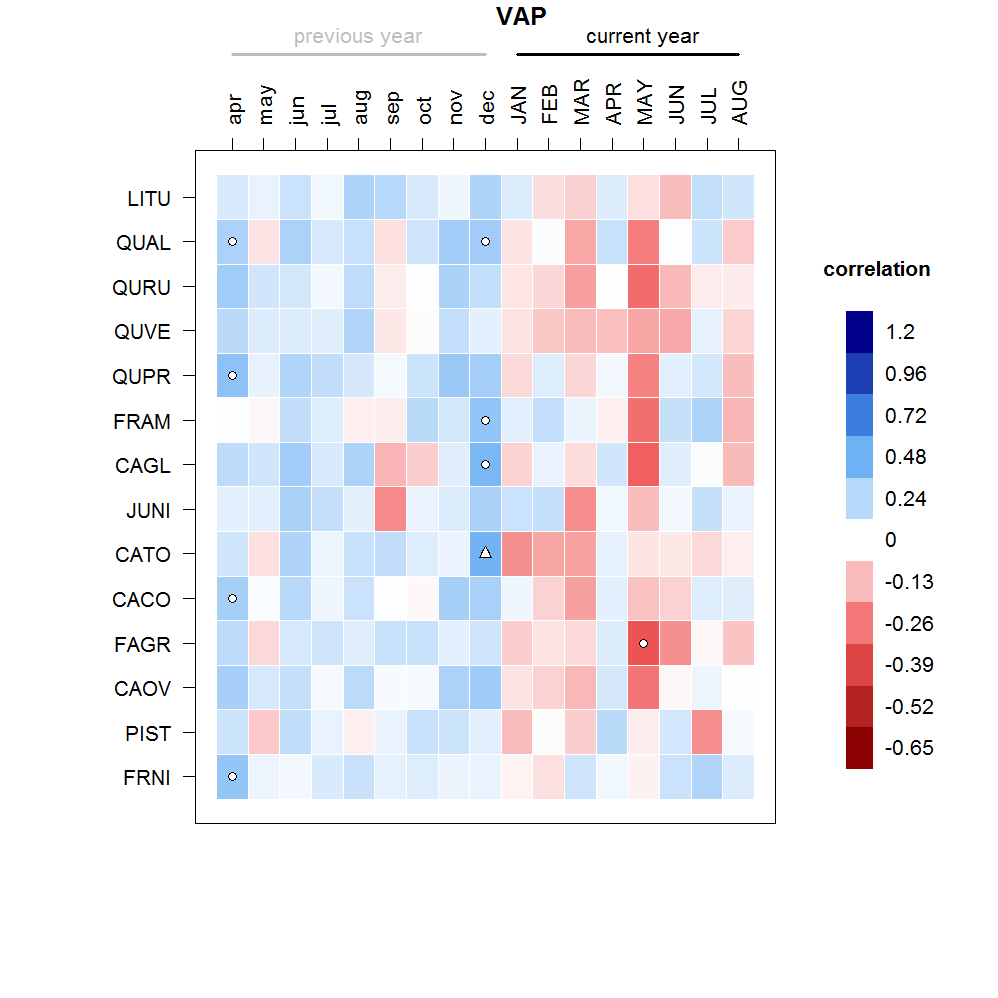 VAP
previous year current year
apr may jun jul aug sep oct nov dec JAN FEB MAR APR MAY JUN JUL AUG
LITU
QUAL
QURU
QUVE
QUPR
FRAM
CAGL
JUNI
CATO
CACO
FAGR
CAOV
PIST
FRNI
correlation
1.2
0.96
0.72
0.48
0.24
0
-0.13
-0.26
-0.39
-0.52
-0.65